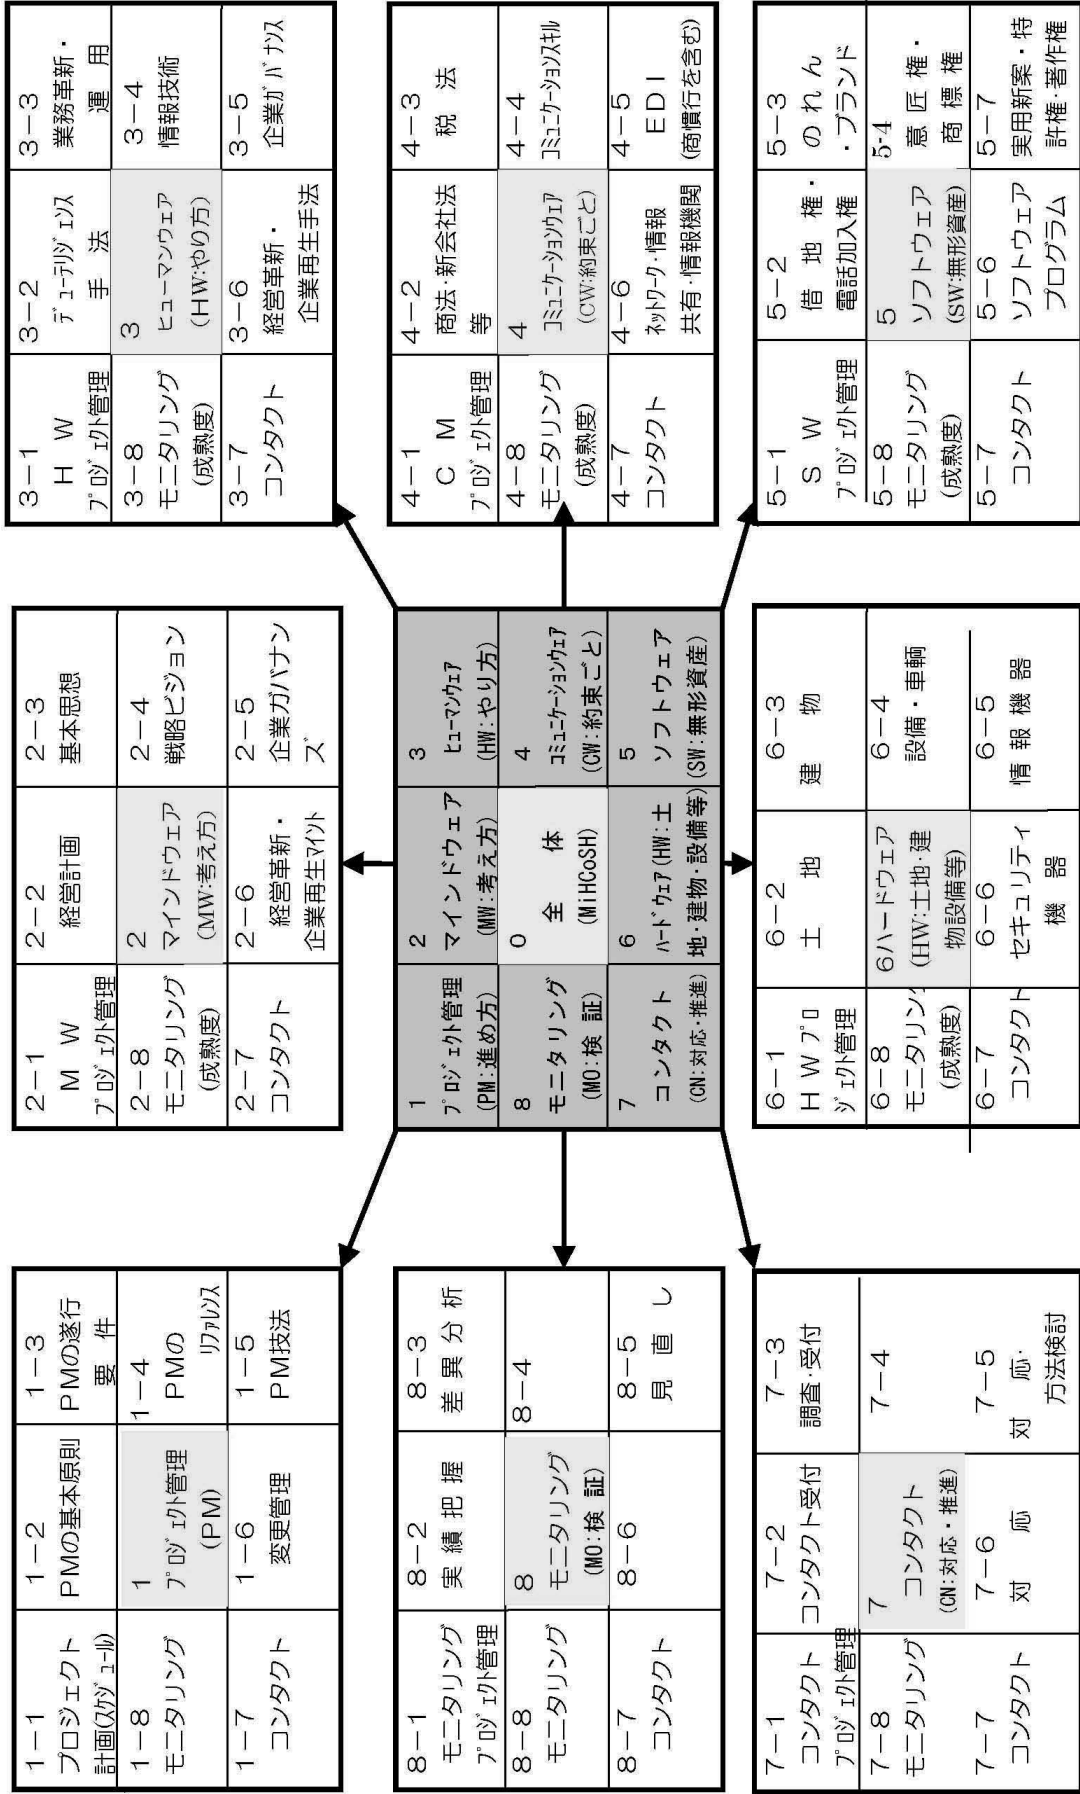 1－1
プロジェクト
計画(スケジュール)
1－2
PMの基本原則
1－3
PMの遂行
要　件
1－8
モニタリング
1
プロジェクト管理
(PM)
1－4
PMの
リファレンス
1－7
コンタクト
1－6
変更管理
1－5
PM技法
2－1
M　W
プロジェクト管理
2－2
経営計画
2－3
基本思想
2－8
モニタリング
(成熟度)
2
マインドウェア
(MW:考え方)
2－4
戦略ビジョン
2－7
コンタクト
2－6
経営革新・
企業再生マイント
2－5
企業ガバナン
ズ
3－1
H　W
プロジェクト管理
3－2
デューテリジェンス
手　法
3－3
業務革新・
運　用
3－8
モニタリング
(成熟度)
3
ヒューマンウェア
(HW:やり方)
3－4
情報技術
3－7
コンタクト
3－6
経営革新・
企業再生手法
3－5
企業ガバナンス
8－1
モニタリング
プロジェクト管理
8－2
実 績 把 握
8－3
差 異 分 析
8－8
モニタリング
8
モニタリング
(MO:検 証)
8－4
8－7
コンタクト
8－6
8－5
見 直 し
1
プロジェクト管理
(PM:進め方)
2
マインドウェア
(MW:考え方)
3
ヒューマンウェア
(HW:やり方)
8
モニタリング
(MO:検 証)
0
全　体
(MiHCoSH)
4
コミュニケーションウェア
(CW:約束ごと)
7
コンタクト
(CN:対応・推進)
6
ハードウェア(HW:土
地・建物・設備等)
5
ソフトウェア
(SW:無形資産)
4－1
C　M
プロジェクト管理
4－2
商法・新会社法
等
4－3
税　法
4－8
モニタリング
(成熟度)
4
コミュニケーションウェア
(CW:約束ごと)
4－4
コミュニケーションスキル
4－7
コンタクト
4－6
ネットワーク・情報
共有・情報機関
4－5
EDI
(商慣行を含む)
7－1
コンタクト
プロジェクト管理
7－2
コンタクト受付
7－3
調査・受付
7－8
モニタリング
7
コンタクト
(CN:対応・推進)
7－4
7－7
コンタクト
7－6
対　応
7－5
対　応・
方法検討
6－1
HWプロ
ジェクト管理
6－2
土　地
6－3
建　物
6－8
モニタリング
(成熟度)
6ハードウェア
(HW:土地・建
物設備等)
6－4
設備・車輌
6－7
コンタクト
6－6
セキュリティ
機　器
6－5
情 報 機 器
5－1
S　W
プロジェクト管理
5－2
借 地 権・
電話加入権
5－3
のれん
・ブランド
5－8
モニタリング
(成熟度)
5
ソフトウェア
(SW:無形資産)
5-4
意 匠 権・
商 標 権
5－7
コンタクト
5－6
ソフトウェア
プログラム
5－7
実用新案・特
許権・著作権